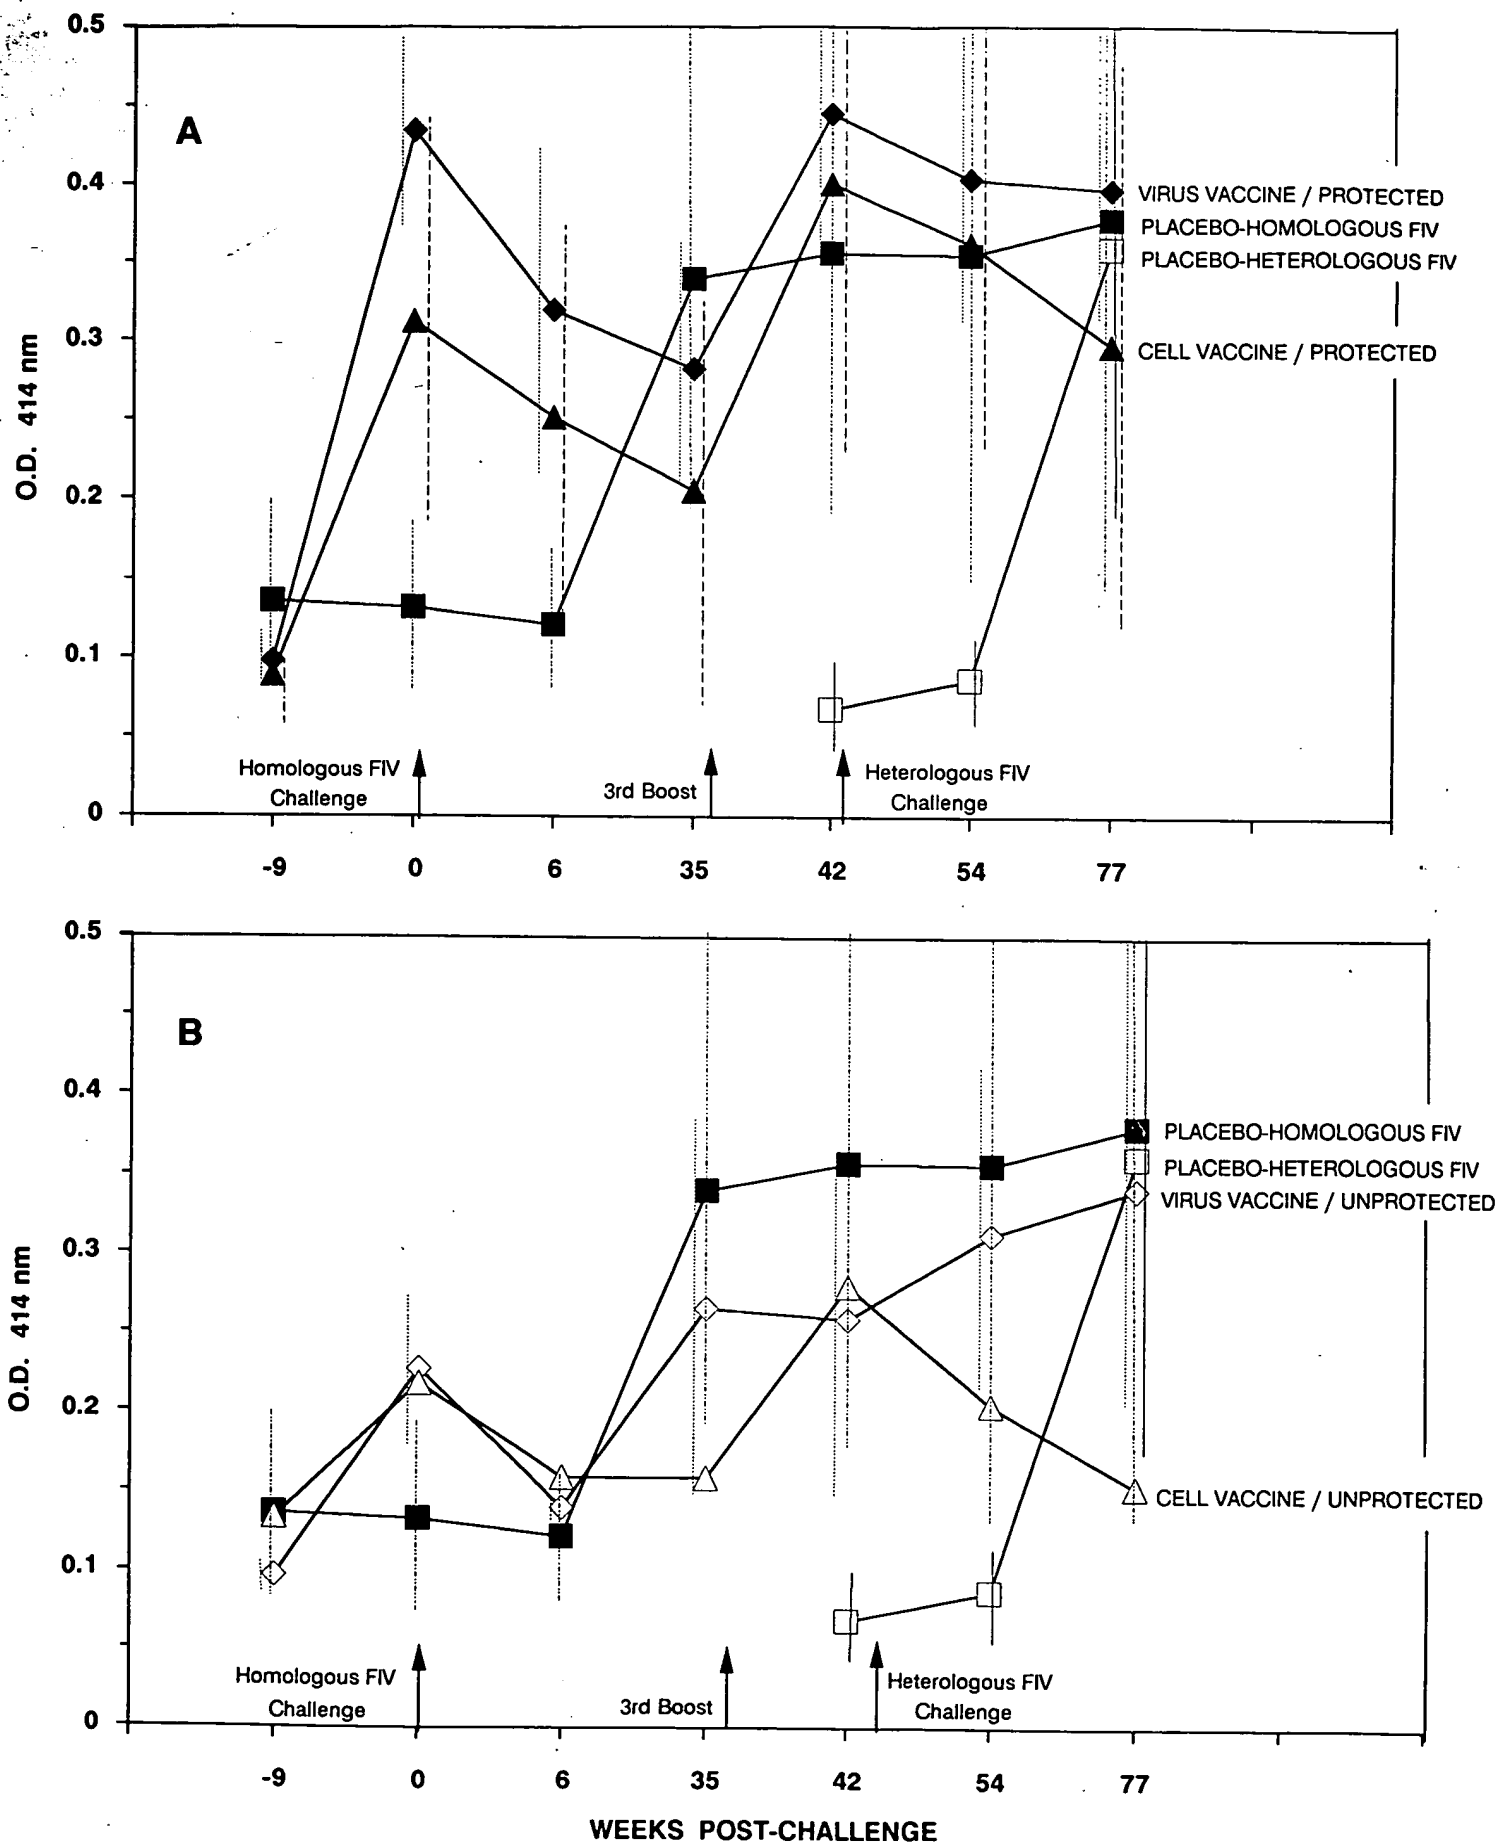 0.5
A
0.4
VIRUS VACCINE / PROTECTED
PLACEBO-HOMOLOGOUS FIV
PLACEBO-HETEROLOGOUS FIV
0.3
CELL VACCINE / PROTECTED
O.D. 414 nm
0.2
0.1
Homologous FIV
Challenge
3rd Boost
Heterologous FIV
Challenge
0
-9 0 6 35 42 54 77
0.5
B
0.4
PLACEBO-HOMOLOGOUS FIV
PLACEBO-HETEROLOGOUS FIV
VIRUS VACCINE / UNPROTECTED
0.3
O.D. 414 nm
0.2
CELL VACCINE / UNPROTECTED
0.1
Homologous FIV
Challenge
3rd Boost
Heterologous FIV
Challenge
0
-9 0 6 35 42 54 77
WEEKS POST-CHALLENGE